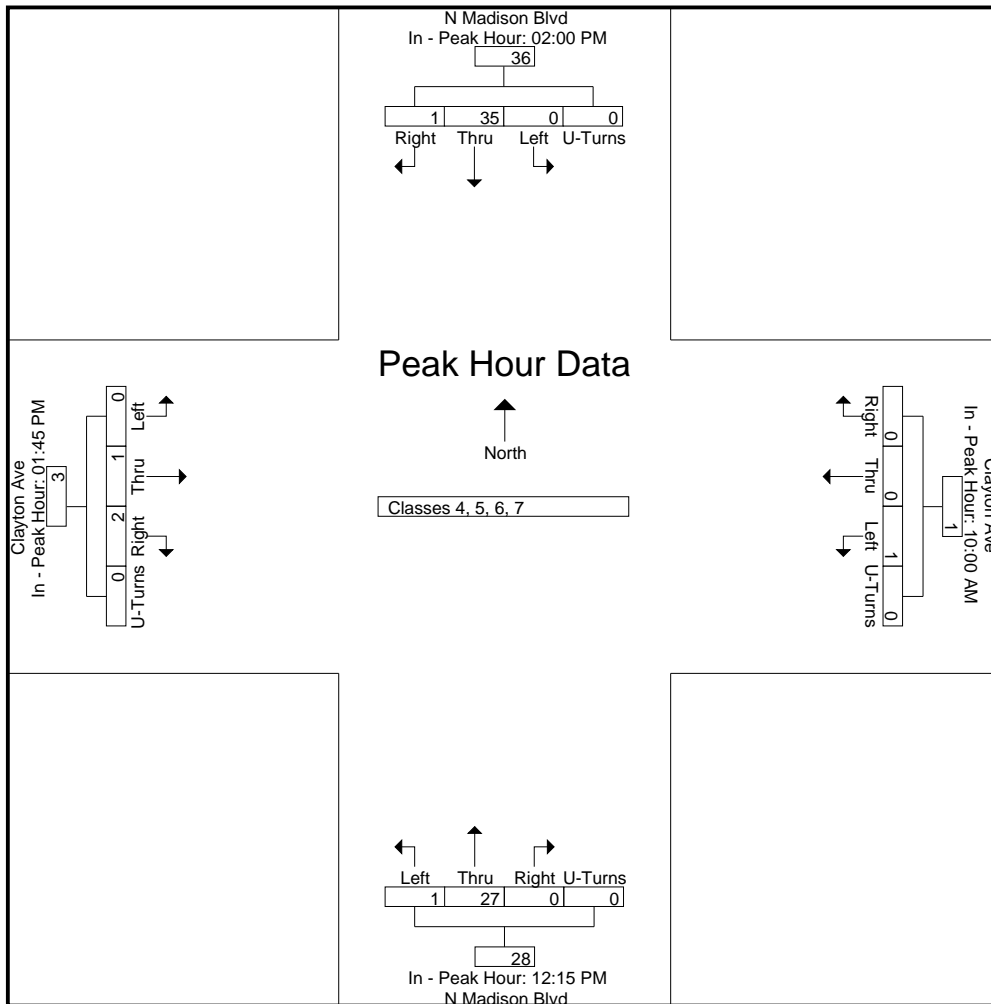 N Madison Blvd
In - Peak Hour: 02:00 PM
36
1 35 0 0
Right Thru Left U-Turns
Peak Hour Data
North
Classes 4, 5, 6, 7
Clayton Ave
In - Peak Hour: 01:45 PM
3
0 1 2 0
Left Thru Right U-Turns
Right Thru Left U-Turns
0 0 1 0
1
In - Peak Hour: 10:00 AM
Clayton Ave
Left Thru Right U-Turns
1 27 0 0
28
In - Peak Hour: 12:15 PM
N Madison Blvd